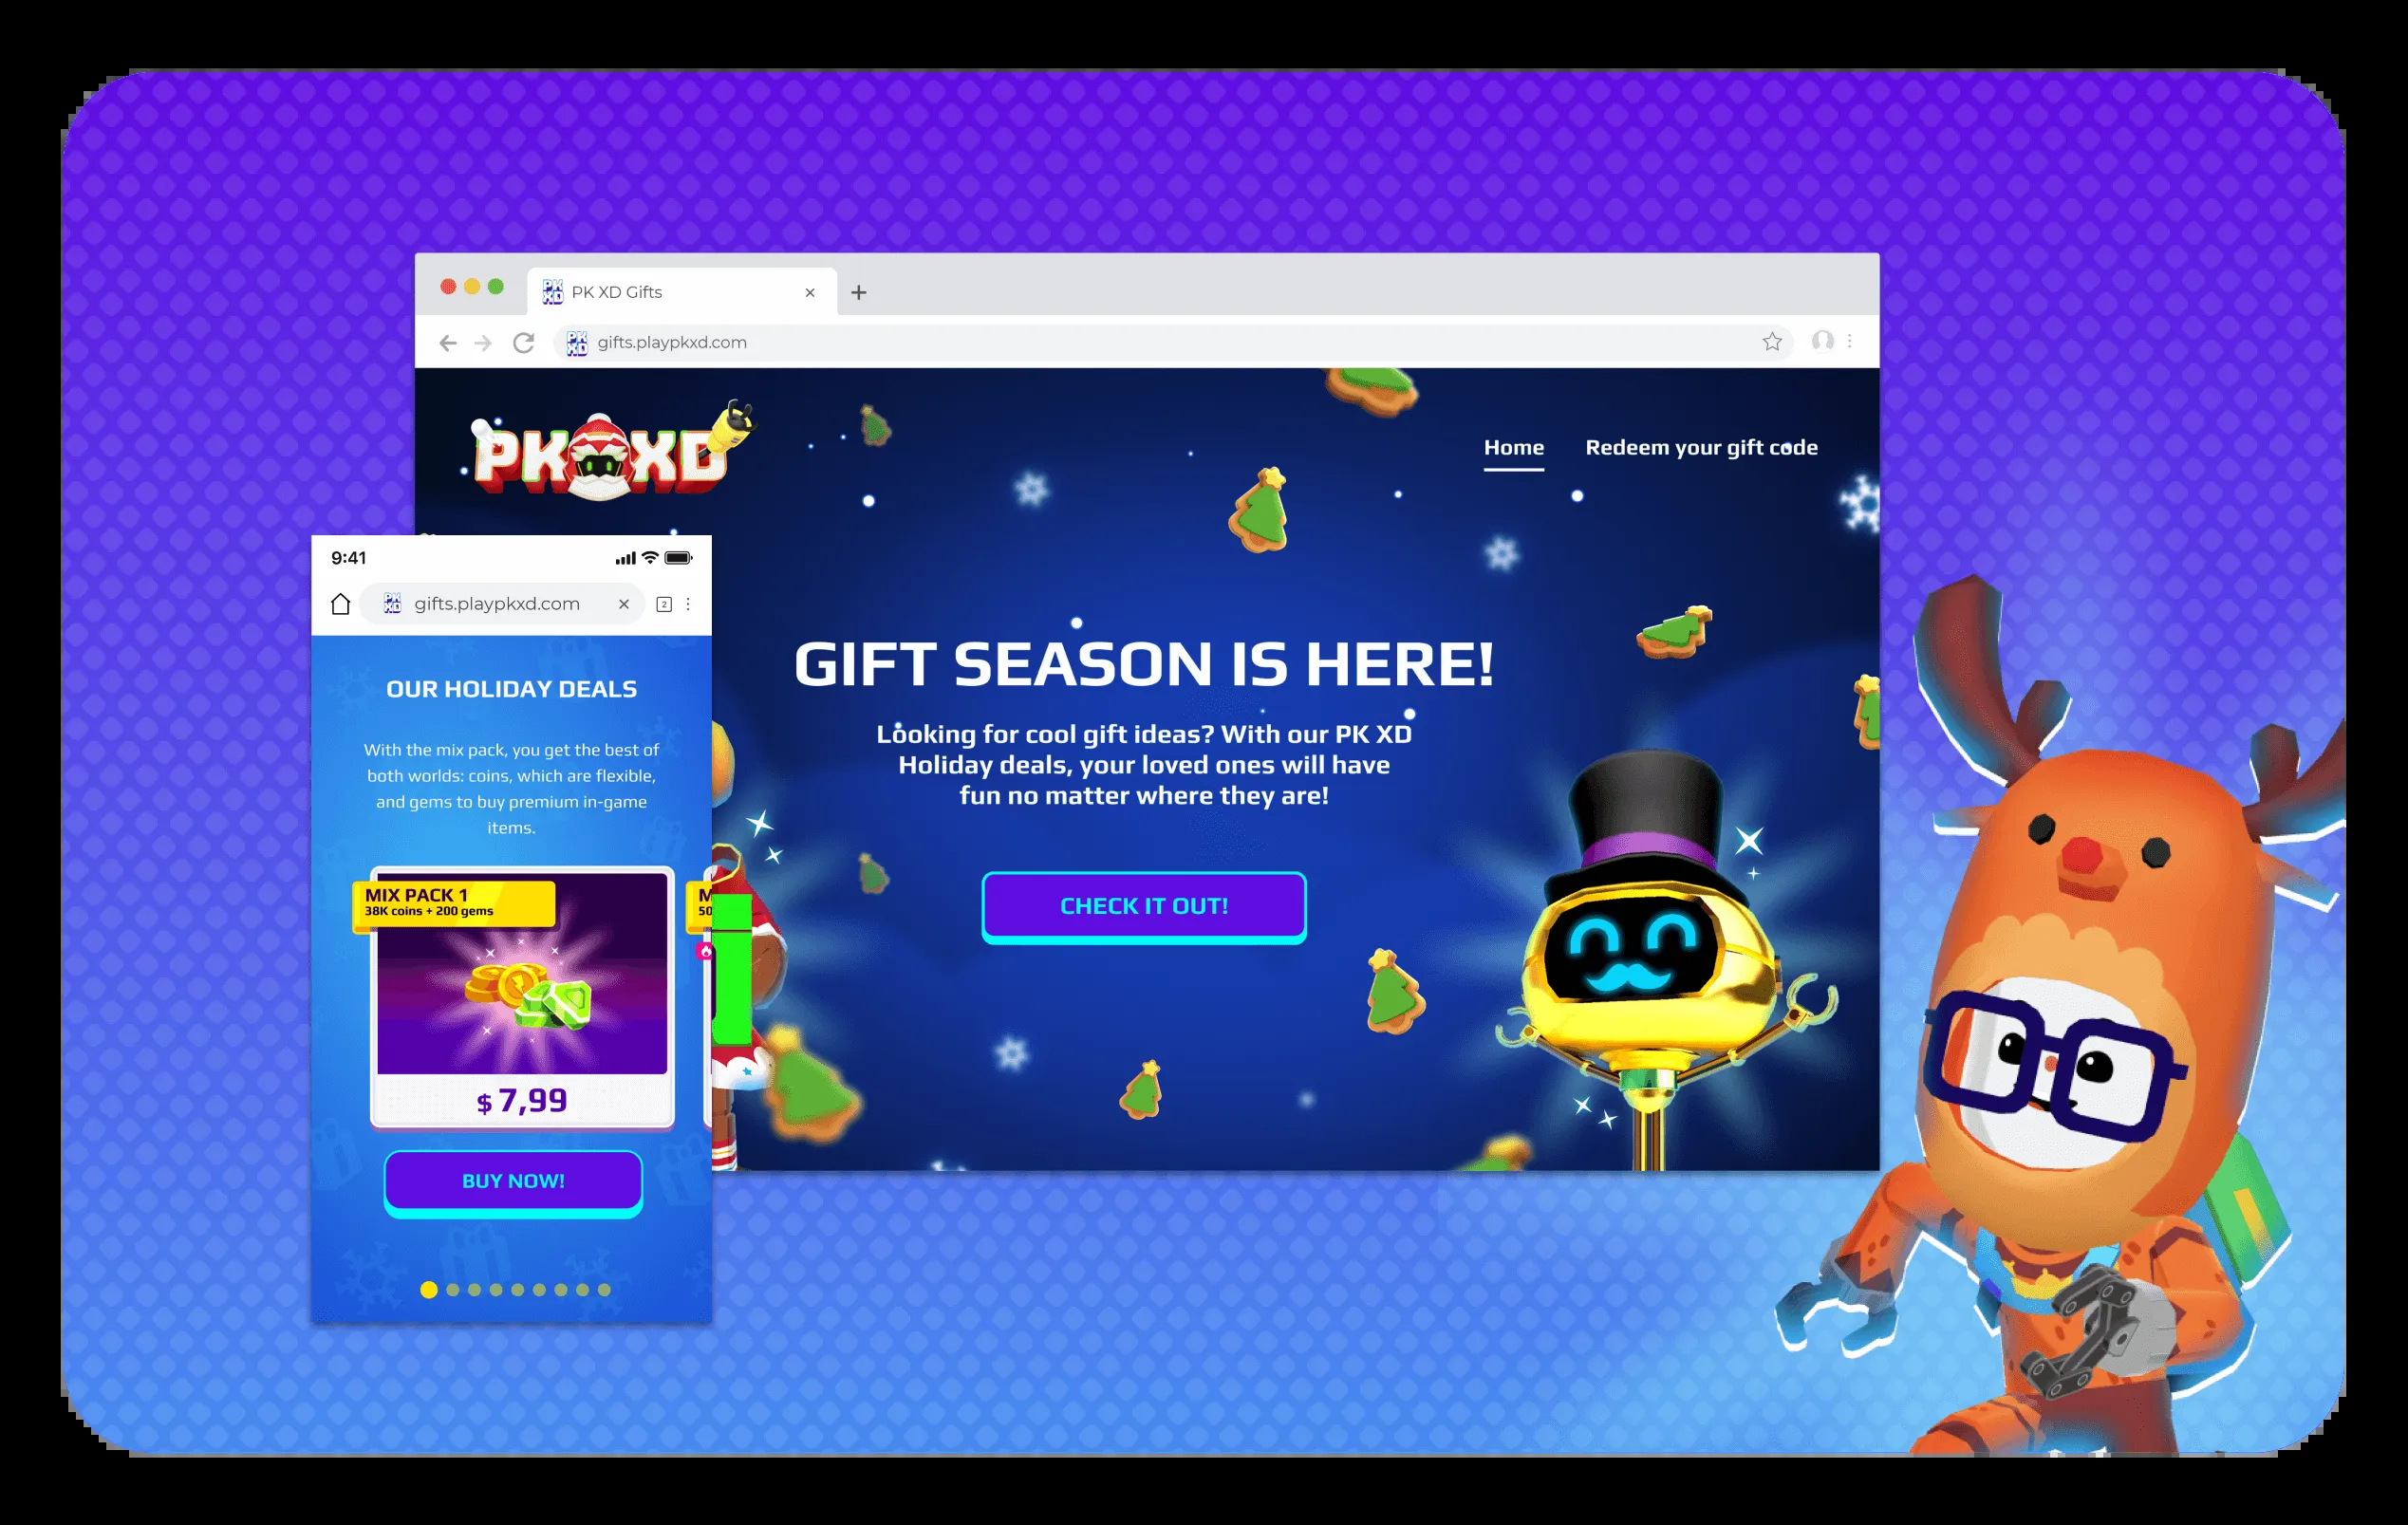 PK XD Gifts
gifts.playpkxd.com
PK XD
Home
Redeem your gift code
GIFT SEASON IS HERE!
Looking for cool gift ideas? With our PK XD
Holiday deals, your loved ones will have
fun no matter where they are!
CHECK IT OUT!
9:41
gifts.playpkxd.com
2
OUR HOLIDAY DEALS
With the mix pack, you get the best of
both worlds: coins, which are flexible,
and gems to buy premium in-game
items.
MIX PACK 1
38K coins + 200 gems
M
50
$ 7,99
BUY NOW!